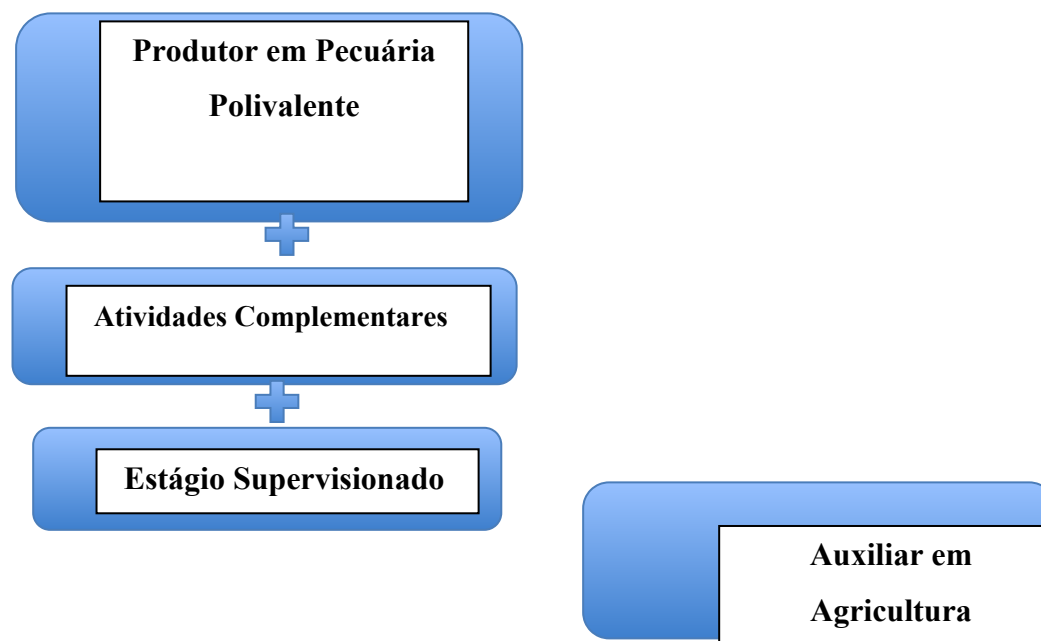 Produtor em Pecuária
Polivalente
Atividades Complementares
Estágio Supervisionado
Auxiliar em
Agricultura